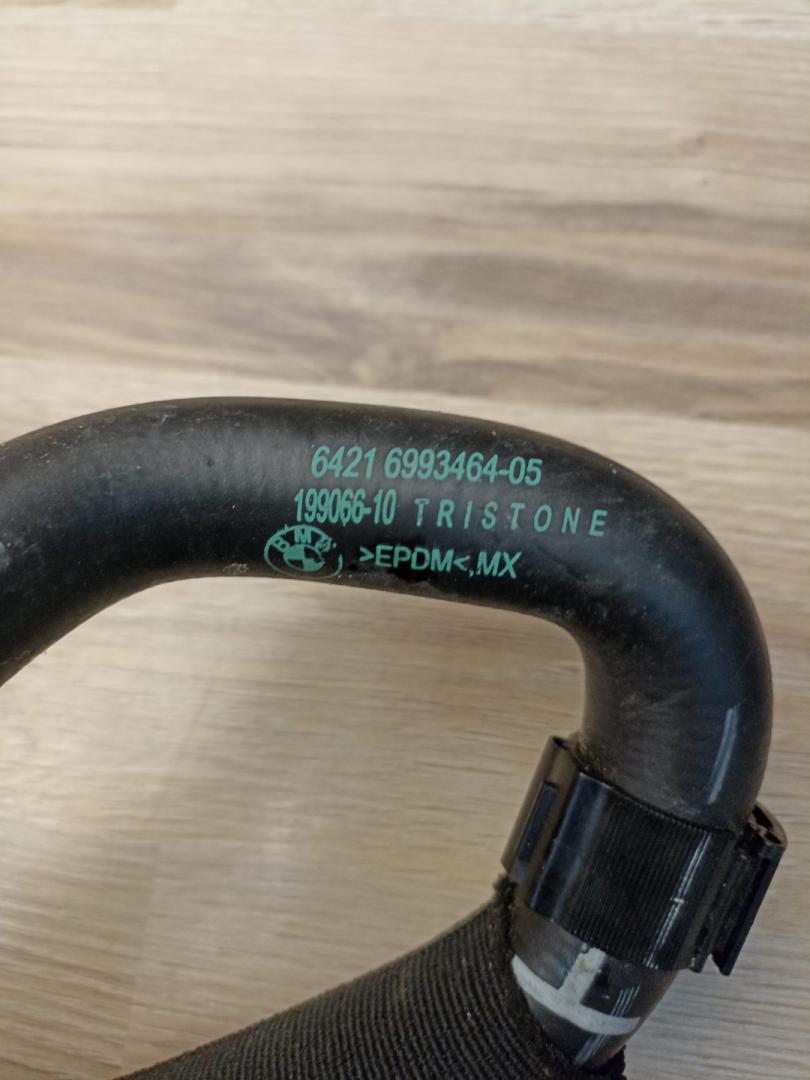 6421 6993464-05
199066-10 TRISTONE
BMW >EPDM<,MX